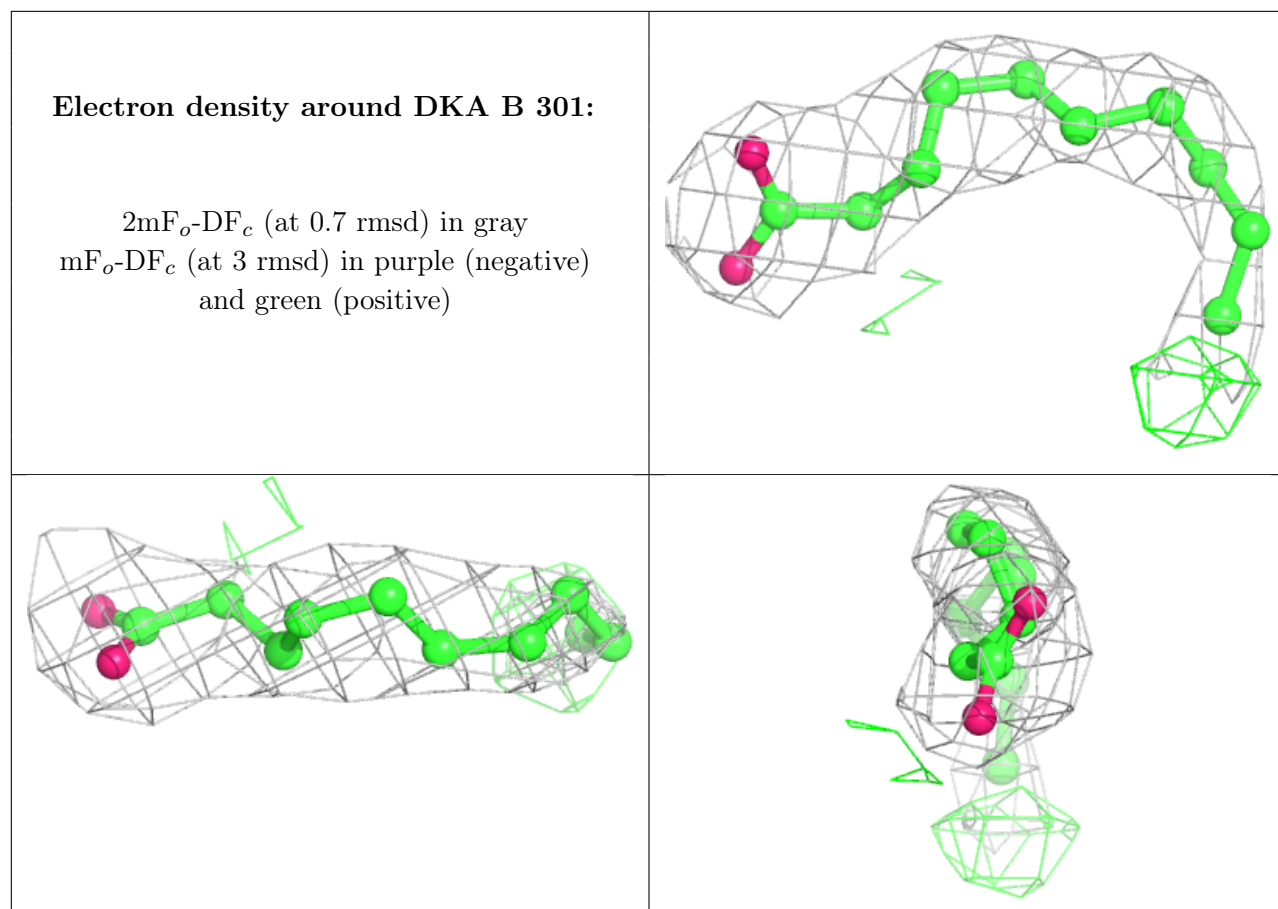 Electron density around DKA B 301:
2mFo-DFc (at 0.7 rmsd) in gray
mFo-DFc (at 3 rmsd) in purple (negative)
and green (positive)